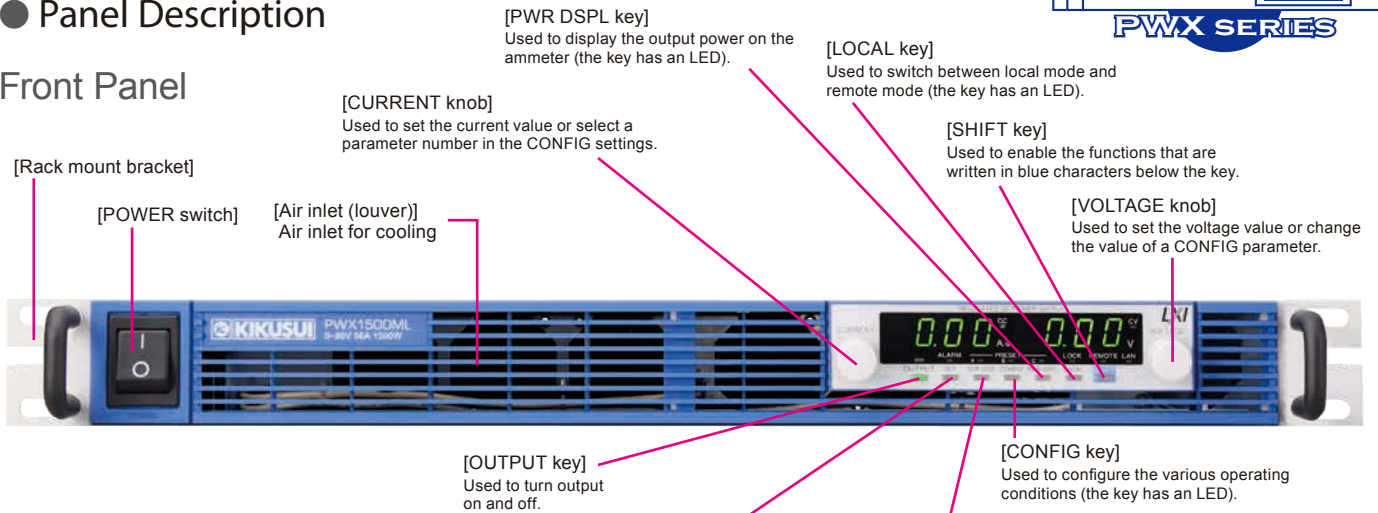 ● Panel Description
PWX SERIES
Front Panel
[PWR DSPL key]
Used to display the output power on the
ammeter (the key has an LED).
[LOCAL key]
Used to switch between local mode and
remote mode (the key has an LED).
[CURRENT knob]
Used to set the current value or select a
parameter number in the CONFIG settings.
[SHIFT key]
Used to enable the functions that are
written in blue characters below the key.
[Rack mount bracket]
[POWER switch]
[Air inlet (louver)]
Air inlet for cooling
[VOLTAGE knob]
Used to set the voltage value or change
the value of a CONFIG parameter.
KIKUSUI PWX1500ML
LXI
CURRENT
0.00 CC A
0.00 CV V
ALARM A PRESET B C LOCK REMOTE LAN
OUTPUT
[OUTPUT key]
Used to turn output
on and off.
[CONFIG key]
Used to configure the various operating
conditions (the key has an LED).